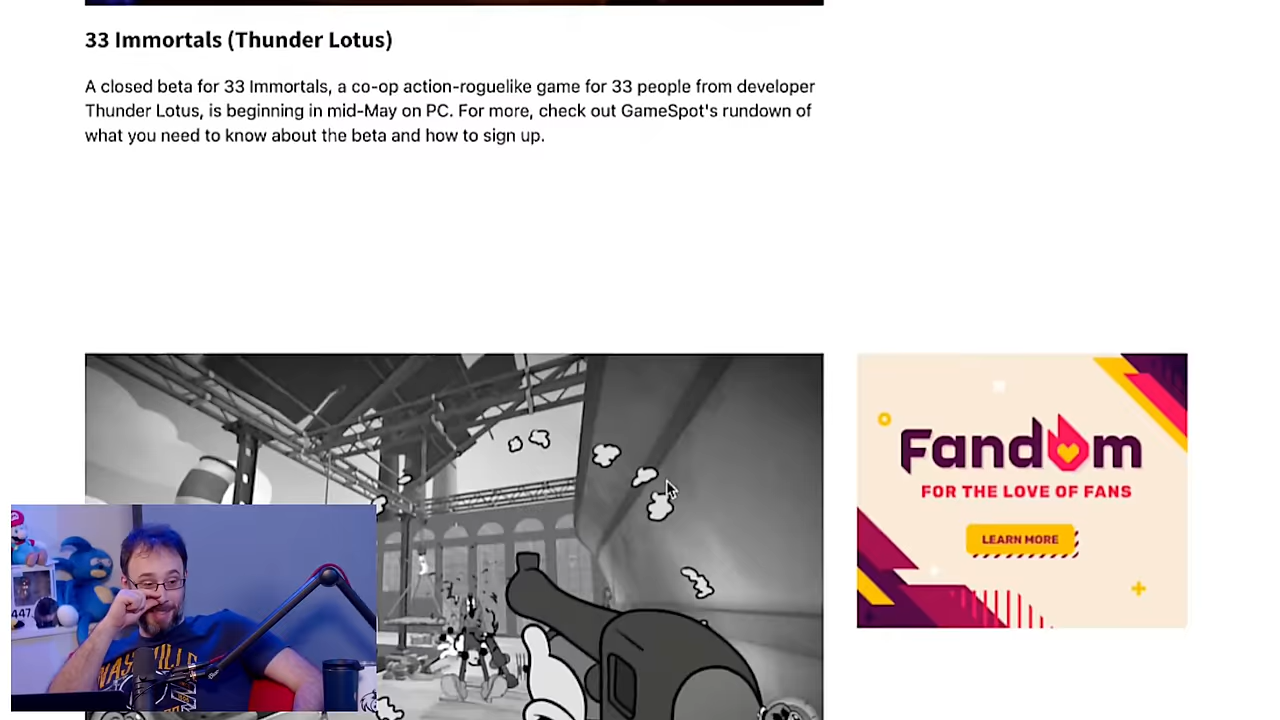 33 Immortals (Thunder Lotus)
A closed beta for 33 Immortals, a co-op action-roguelike game for 33 people from developer
Thunder Lotus, is beginning in mid-May on PC. For more, check out GameSpot's rundown of
what you need to know about the beta and how to sign up.
Fandom
FOR THE LOVE OF FANS
LEARN MORE
447